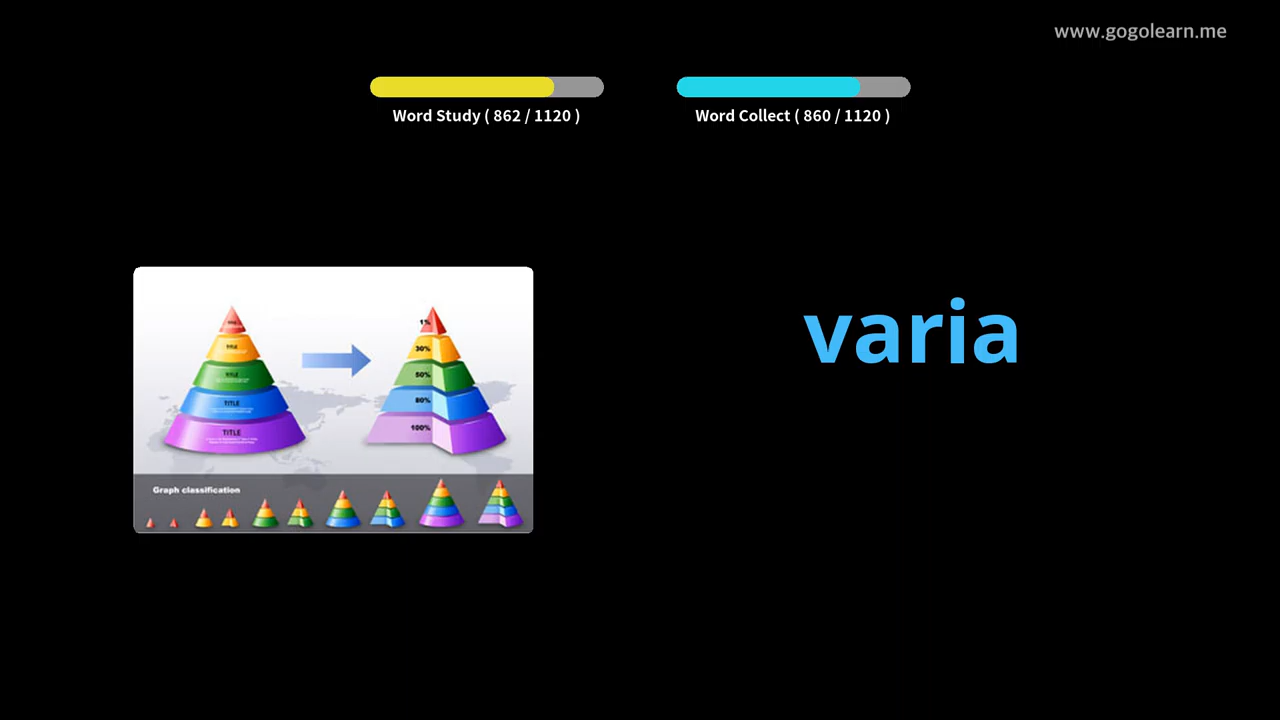 www.gogolearn.me
Word Study ( 862 / 1120 )
Word Collect ( 860 / 1120 )
varia
TITLE
TITLE
TITLE
TITLE
1%
30%
50%
80%
100%
Graph classification